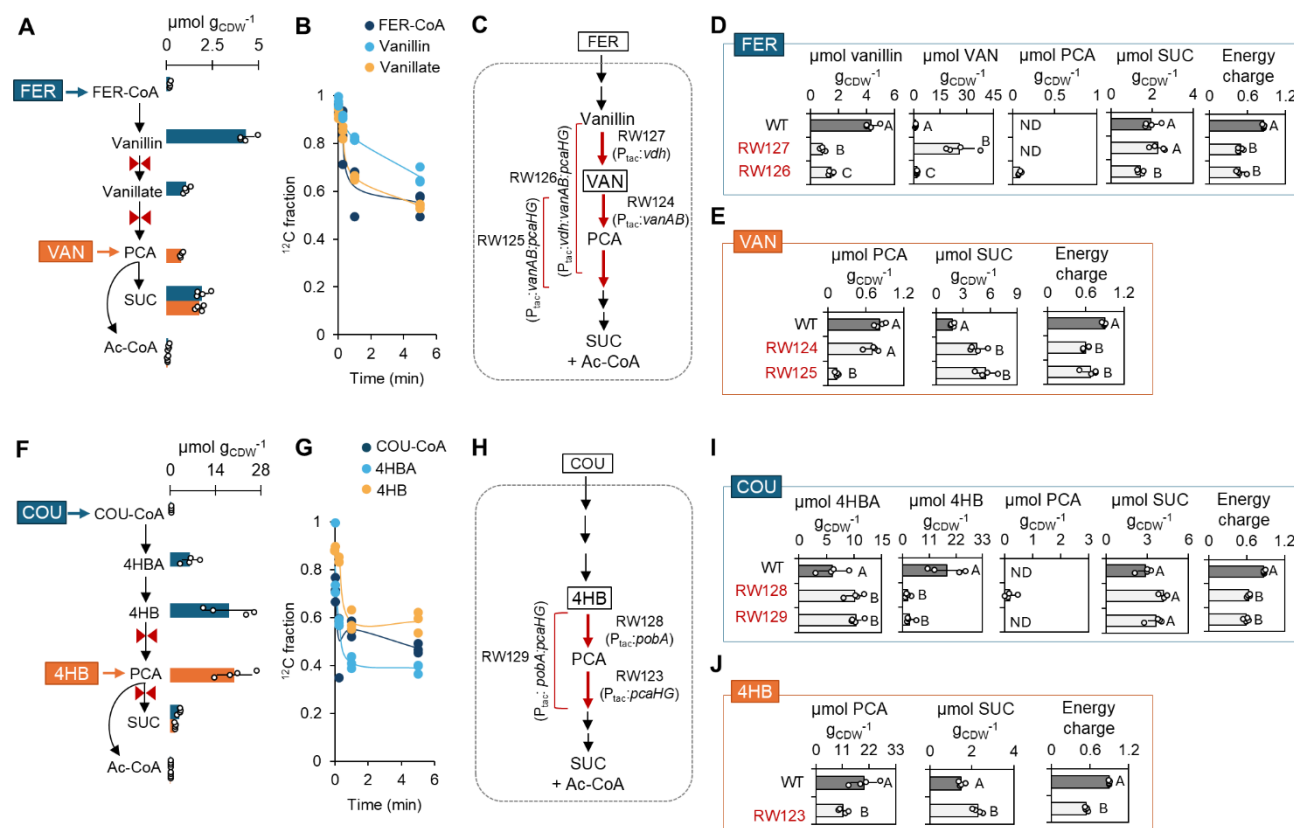 A
µmol gCDW-1
0 2.5 5
FER
FER-CoA
Vanillin
Vanillate
VAN
PCA
SUC
Ac-CoA
B
FER-CoA
Vanillin
Vanillate
12C fraction
1
0.8
0.6
0.4
0.2
0
0 2 4 6
Time (min)
C
FER
Vanillin
RW127
(Ptac:vdh)
VAN
RW126
(Ptac:vdh:vanAB:pcaHG)
RW124
(Ptac:vanAB)
PCA
RW125
(Ptac:vanAB:pcaHG)
SUC
+ Ac-CoA
D
FER
µmol vanillin gCDW-1
0 2 4 6
µmol VAN gCDW-1
0 15 30 45
µmol PCA gCDW-1
0 1
µmol SUC gCDW-1
0 2 4
Energy charge
0 0.6 1.2
WT A A ND A A
RW127 B B ND A B
RW126 C C B B
E
VAN
µmol PCA gCDW-1
0 0.6 1.2
µmol SUC gCDW-1
0 3 6 9
Energy charge
0 0.6 1.2
WT A A A
RW124 A B B
RW125 B B B
F
µmol gCDW-1
0 14 28
COU
COU-CoA
4HBA
4HB
4HB
PCA
SUC
Ac-CoA
G
COU-CoA
4HBA
4HB
12C fraction
1
0.8
0.6
0.4
0.2
0
0 2 4 6
Time (min)
H
COU
4HB
RW128
(Ptac:pobA)
RW129
(Ptac: pobA:pcaHG)
PCA
RW123
(Ptac:pcaHG)
SUC
+ Ac-CoA
I
COU
µmol 4HBA gCDW-1
0 5 10 15
µmol 4HB gCDW-1
0 11 22 33
µmol PCA gCDW-1
0 1 2 3
µmol SUC gCDW-1
0 2 4 6
Energy charge
0 0.6 1.2
WT A A ND A A
RW128 B B A B
RW129 B B ND A B
J
4HB
µmol PCA gCDW-1
0 11 22 33
µmol SUC gCDW-1
0 2 4
Energy charge
0 0.6 1.2
WT A A A
RW123 B B B